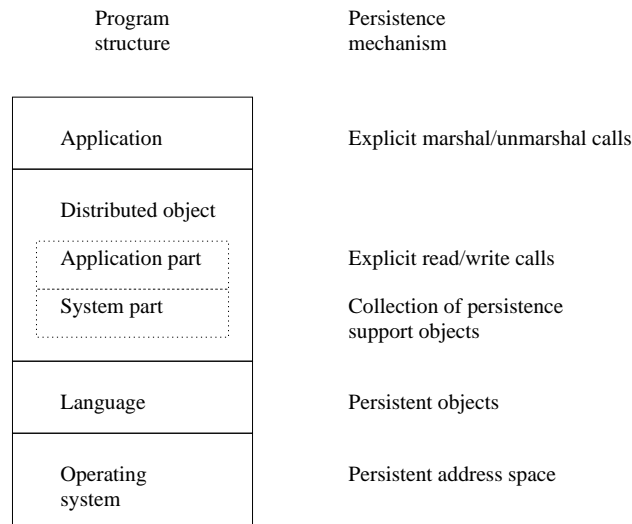 Program structure
Persistence mechanism
Application
Explicit marshal/unmarshal calls
Distributed object
Application part
Explicit read/write calls
System part
Collection of persistence
support objects
Language
Persistent objects
Operating
system
Persistent address space